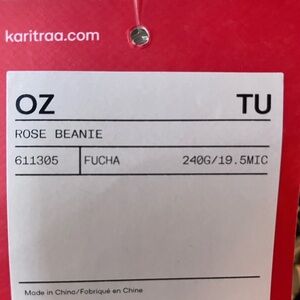 karitraa.com
OZ TU
ROSE BEANIE
611305 FUCHA 240G/19.5MIC
Made in China/Fabriqué en Chine